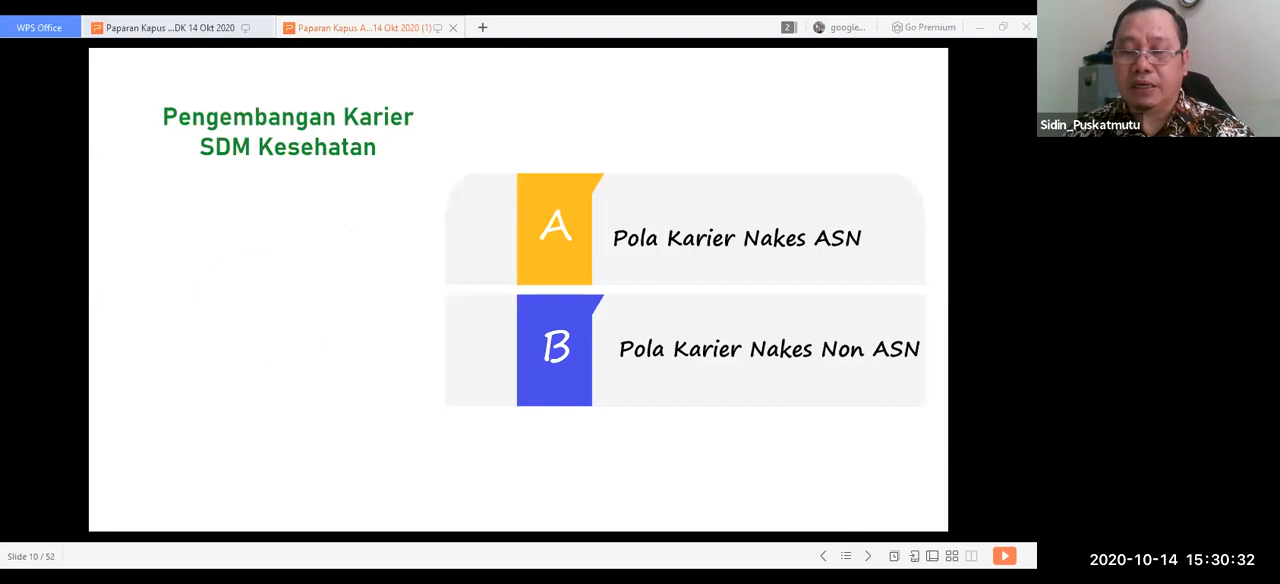 WPS Office
Paparan Kapus ...DK 14 Okt 2020
Paparan Kapus A...14 Okt 2020 (1)
2
google...
Go Premium
Sidin_Puskatmutu
Pengembangan Karier
SDM Kesehatan
A
Pola Karier Nakes ASN
B
Pola Karier Nakes Non ASN
Slide 10 / 52
2020-10-14 15:30:32